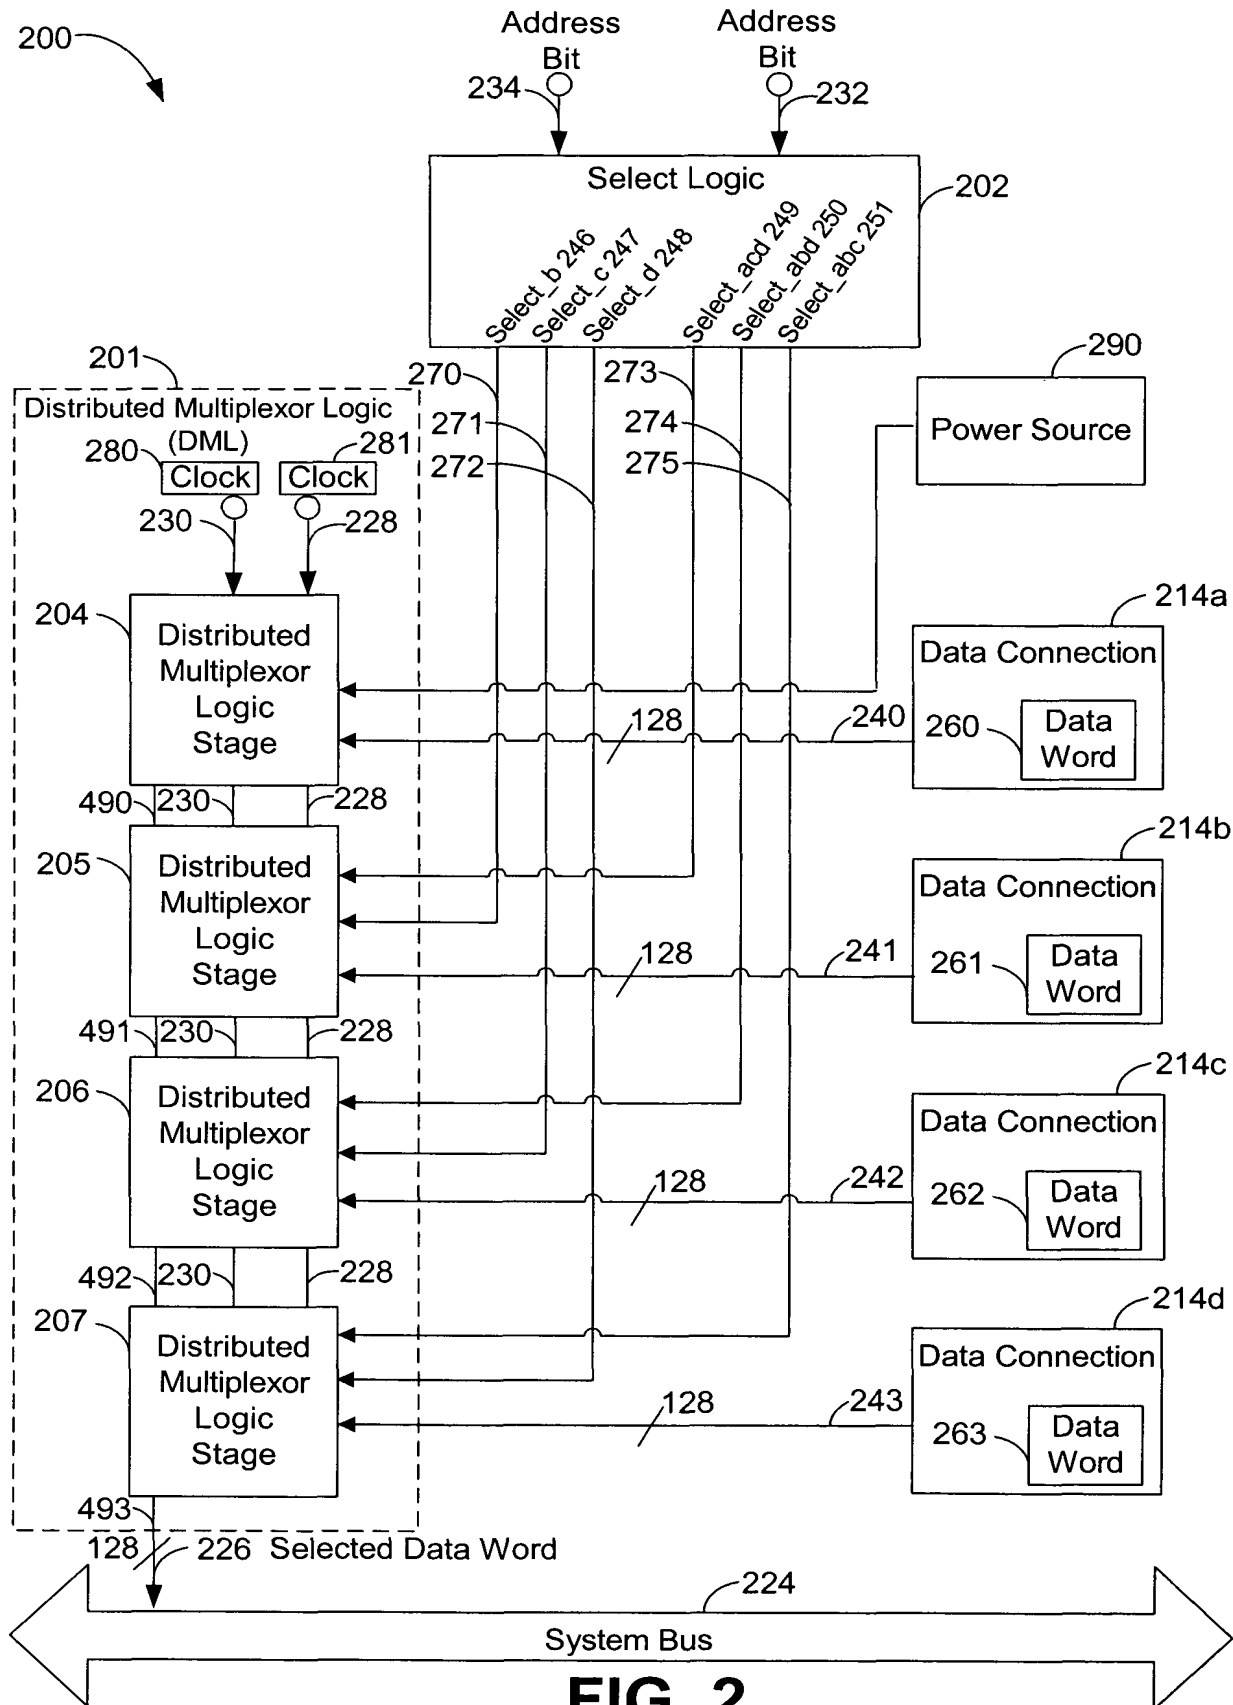 200
Address
Bit
Address
Bit
234
232
Select Logic
202
Select_b 246
Select_c 247
Select_d 248
Select_acd 249
Select_abd 250
Select_abc 251
201
270
271
272
273
274
275
290
Power Source
Distributed Multiplexor Logic
(DML)
280
281
Clock
Clock
230
228
204
Distributed
Multiplexor
Logic
Stage
214a
Data Connection
128
240
260
Data
Word
490
230
228
205
Distributed
Multiplexor
Logic
Stage
214b
Data Connection
128
241
261
Data
Word
491
230
228
206
Distributed
Multiplexor
Logic
Stage
214c
Data Connection
128
242
262
Data
Word
492
230
228
207
Distributed
Multiplexor
Logic
Stage
214d
Data Connection
128
243
263
Data
Word
493
128
226 Selected Data Word
224
System Bus
FIG. 2